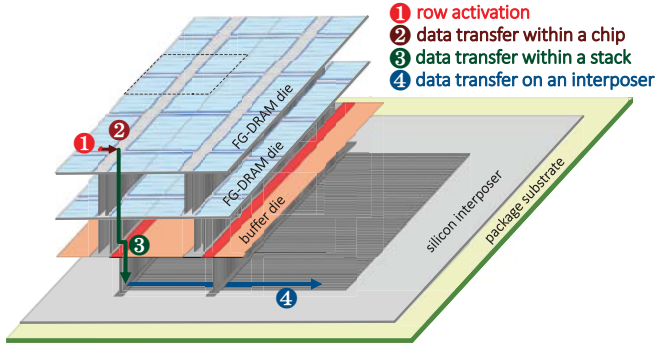 1 row activation
2 data transfer within a chip
3 data transfer within a stack
4 data transfer on an interposer
FG-DRAM die
1 2
FG-DRAM die
buffer die
silicon interposer
package substrate
3
4